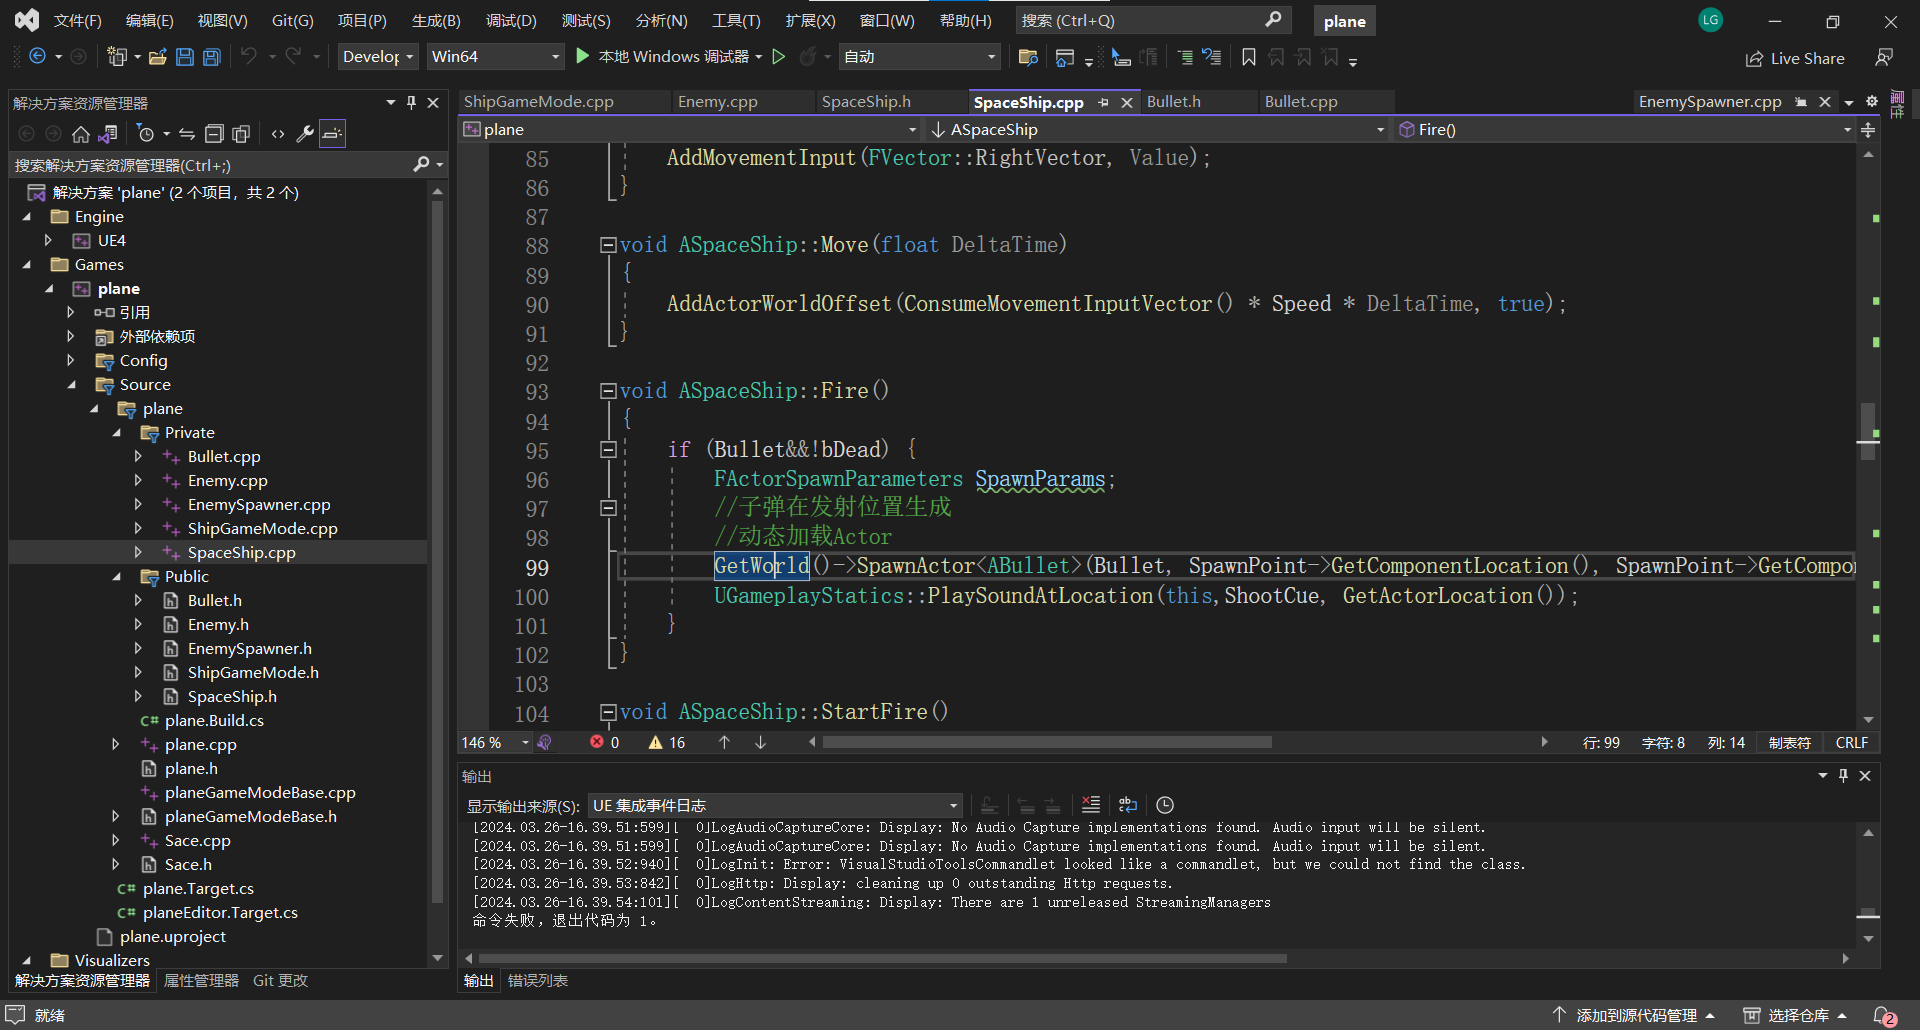 文件(F) 编辑(E) 视图(V) Git(G) 项目(P) 生成(B) 调试(D) 测试(S) 分析(N) 工具(T) 扩展(X) 窗口(W) 帮助(H) 搜索 (Ctrl+Q) plane LG
Develop Win64 本地 Windows 调试器 自动 Live Share
解决方案资源管理器
搜索解决方案资源管理器(Ctrl+;)
解决方案 'plane' (2 个项目，共 2 个)
Engine
UE4
Games
plane
引用
外部依赖项
Config
Source
plane
Private
Bullet.cpp
Enemy.cpp
EnemySpawner.cpp
ShipGameMode.cpp
SpaceShip.cpp
Public
Bullet.h
Enemy.h
EnemySpawner.h
ShipGameMode.h
SpaceShip.h
plane.Build.cs
plane.cpp
plane.h
planeGameModeBase.cpp
planeGameModeBase.h
Sace.cpp
Sace.h
plane.Target.cs
planeEditor.Target.cs
plane.uproject
Visualizers
解决方案资源管理器 属性管理器 Git 更改
ShipGameMode.cpp Enemy.cpp SpaceShip.h SpaceShip.cpp Bullet.h Bullet.cpp EnemySpawner.cpp 属性
plane ASpaceShip Fire()
85 AddMovementInput(FVector::RightVector, Value);
86 }
87
88 void ASpaceShip::Move(float DeltaTime)
89 {
90 AddActorWorldOffset(ConsumeMovementInputVector() * Speed * DeltaTime, true);
91 }
92
93 void ASpaceShip::Fire()
94 {
95 if (Bullet&&!bDead) {
96 FActorSpawnParameters SpawnParams;
97 //子弹在发射位置生成
98 //动态加载Actor
99 GetWorld()->SpawnActor<ABullet>(Bullet, SpawnPoint->GetComponentLocation(), SpawnPoint->GetCompo
100 UGameplayStatics::PlaySoundAtLocation(this,ShootCue, GetActorLocation());
101 }
102 }
103
104 void ASpaceShip::StartFire()
146 % 0 16 行: 99 字符: 8 列: 14 制表符 CRLF
输出
显示输出来源(S): UE 集成事件日志
[2024.03.26-16.39.51:599][  0]LogAudioCaptureCore: Display: No Audio Capture implementations found. Audio input will be silent.
[2024.03.26-16.39.51:599][  0]LogAudioCaptureCore: Display: No Audio Capture implementations found. Audio input will be silent.
[2024.03.26-16.39.52:940][  0]LogInit: Error: VisualStudioToolsCommandlet looked like a commandlet, but we could not find the class.
[2024.03.26-16.39.53:842][  0]LogHttp: Display: cleaning up 0 outstanding Http requests.
[2024.03.26-16.39.54:101][  0]LogContentStreaming: Display: There are 1 unreleased StreamingManagers
命令失败，退出代码为 1。
输出 错误列表
就绪 添加到源代码管理 选择仓库 2